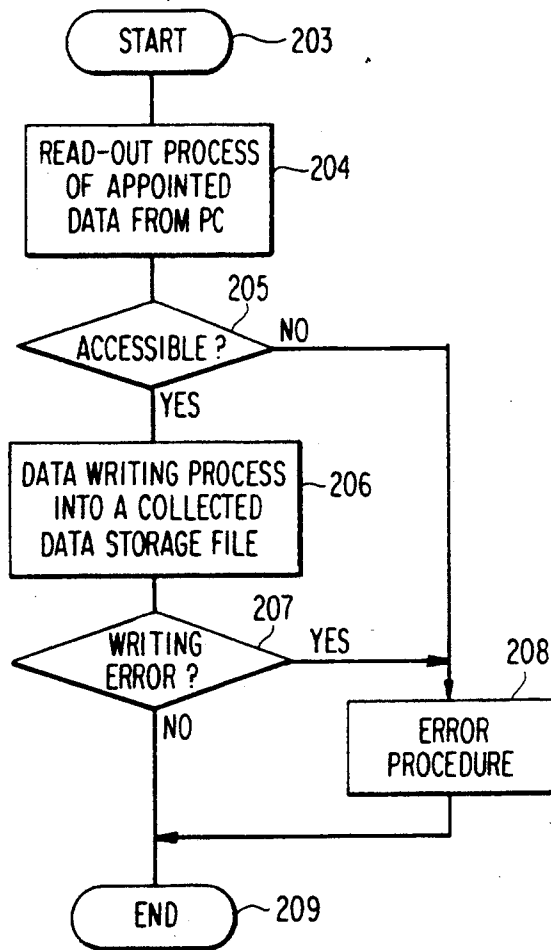 START
203
READ-OUT PROCESS
OF APPOINTED
DATA FROM PC
204
205
ACCESSIBLE ?
NO
YES
DATA WRITING PROCESS
INTO A COLLECTED
DATA STORAGE FILE
206
207
WRITING
ERROR ?
YES
NO
208
ERROR
PROCEDURE
END
209